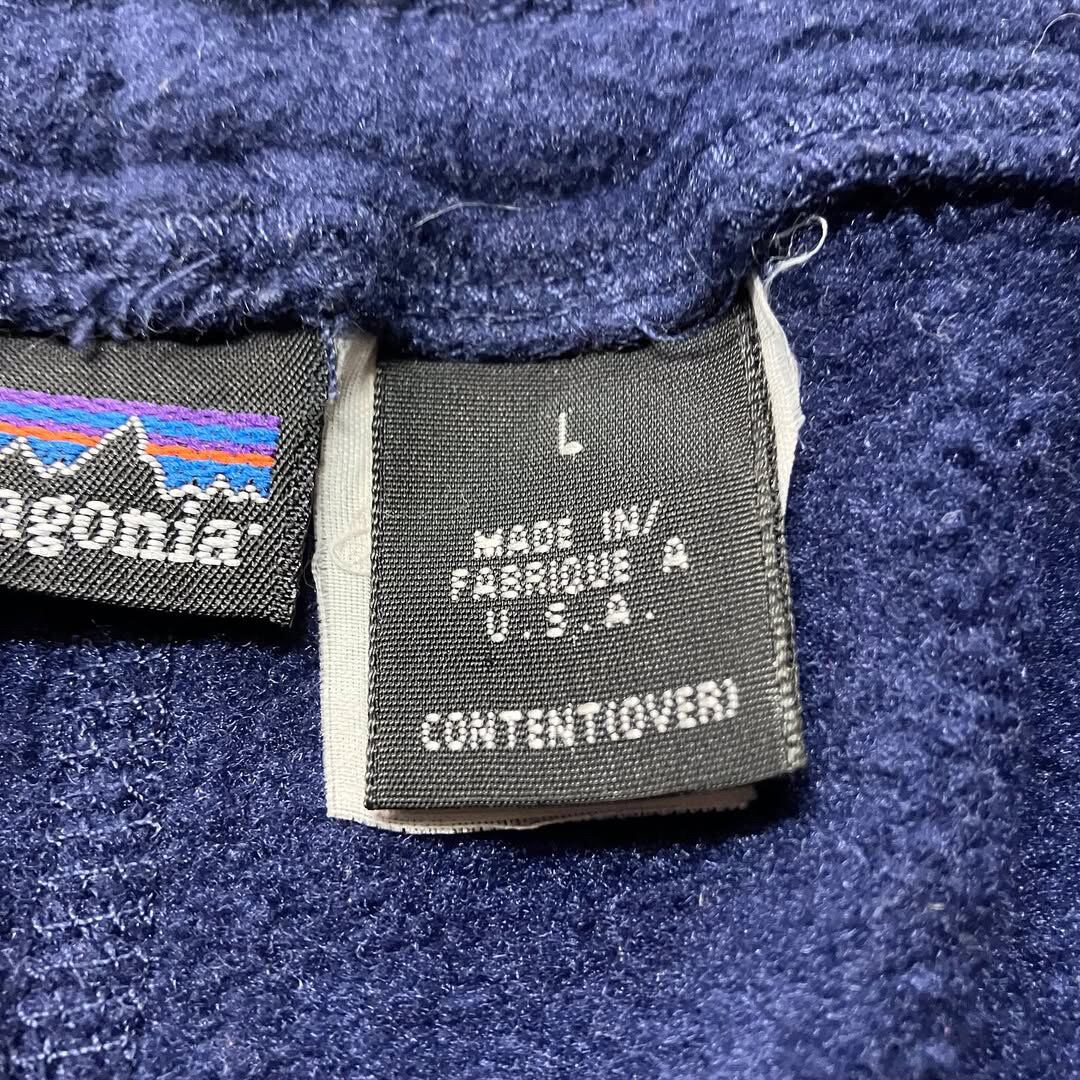 agonia
L
MADE IN/
FABRIQUE A
U.S.A.
CONTENT(OVER)